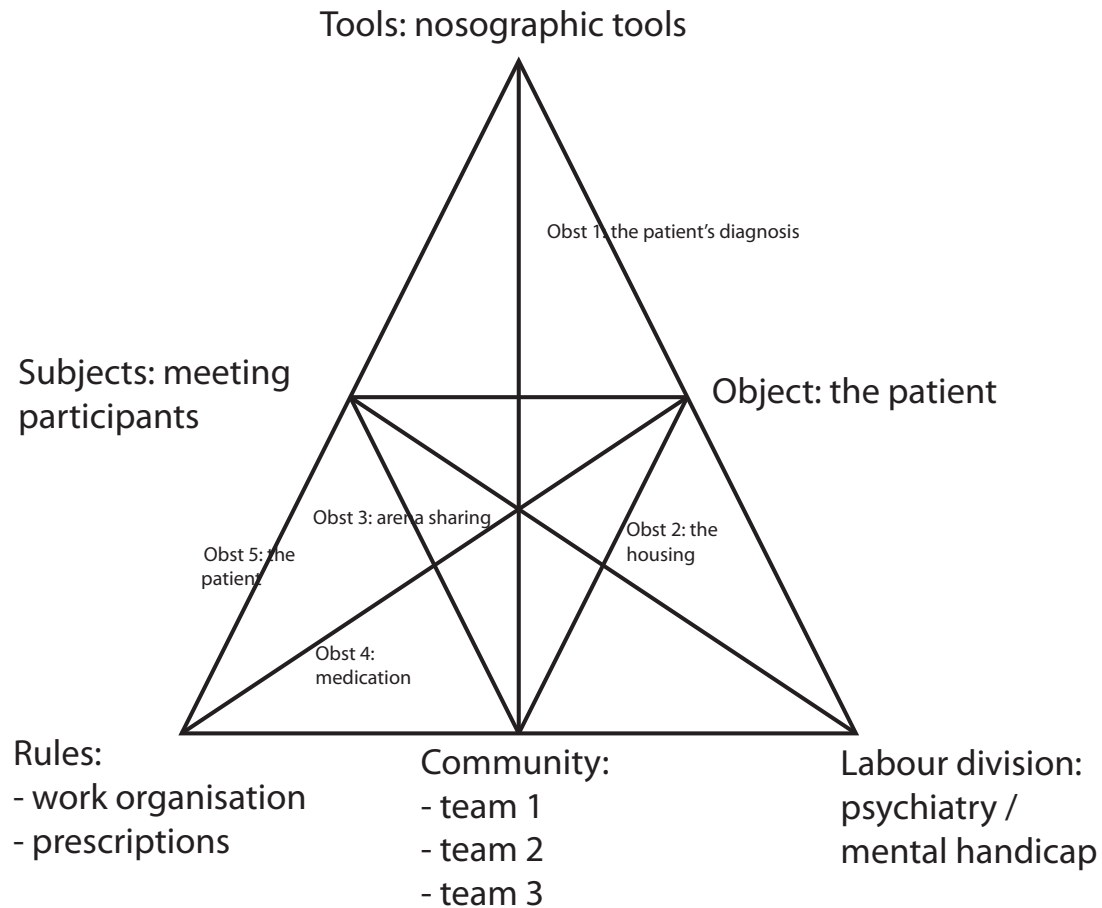 Tools: nosographic tools
Obst 1: the patient’s diagnosis
Subjects: meeting
participants
Object: the patient
Obst 3: arena sharing
Obst 2: the
housing
Obst 5: the
patient
Obst 4:
medication
Rules:
- work organisation
- prescriptions
Community:
- team 1
- team 2
- team 3
Labour division:
psychiatry /
mental handicap